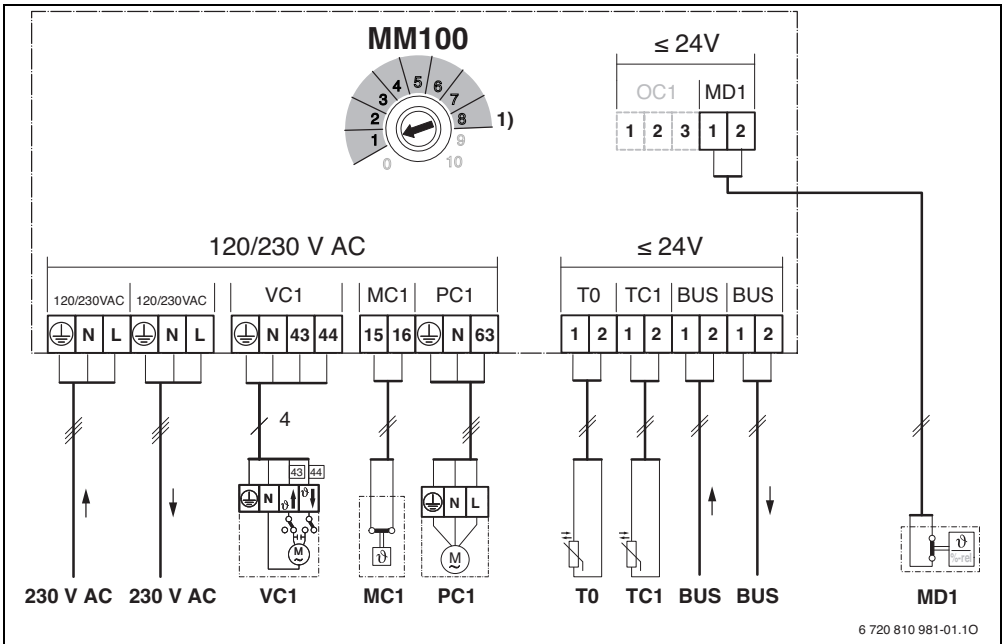 MM100
≤ 24V
OC1 MD1
1 2 3 1 2
0 1 2 3 4 5 6 7 8 9 10
1)
120/230 V AC
≤ 24V
120/230VAC 120/230VAC VC1 MC1 PC1 T0 TC1 BUS BUS
N L N L N 43 44 15 16 N 63 1 2 1 2 1 2 1 2
4
43 44
N ϑ ϑ N L
M ~ ϑ M ~ ϑ
%-rel
230 V AC 230 V AC VC1 MC1 PC1 T0 TC1 BUS BUS MD1
6 720 810 981-01.1O